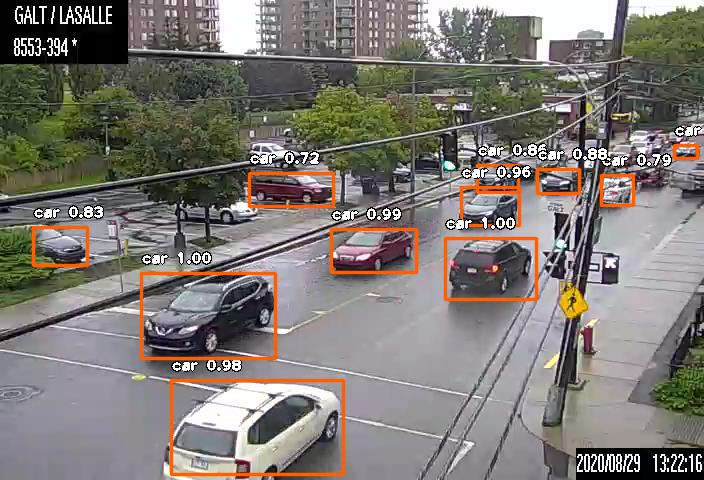 GALT / LASALLE
8553-394 *
car 0.72
car 0.86
car 0.88
car
car 0.79
car 0.96
car 0.83
car 0.99
car 1.00
car 1.00
car 0.98
GALT
2020/08/29 13:22:16